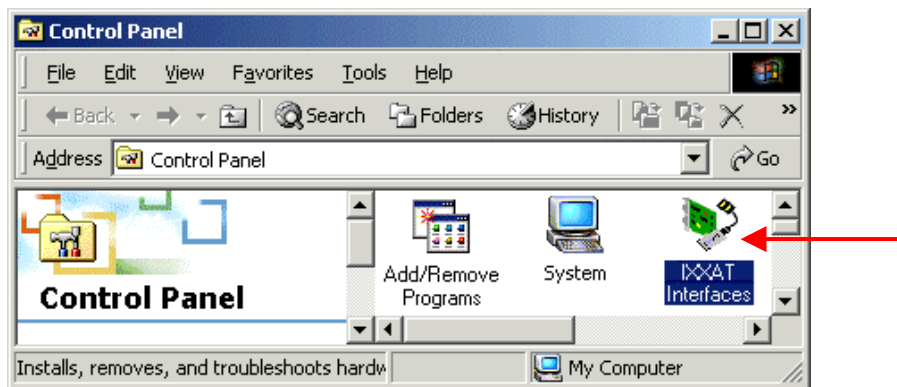 Control Panel
File Edit View Favorites Tools Help
Back Search Folders History »
Address Control Panel Go
Control Panel
Add/Remove Programs
System
IXXAT Interfaces
Installs, removes, and troubleshoots hardw
My Computer